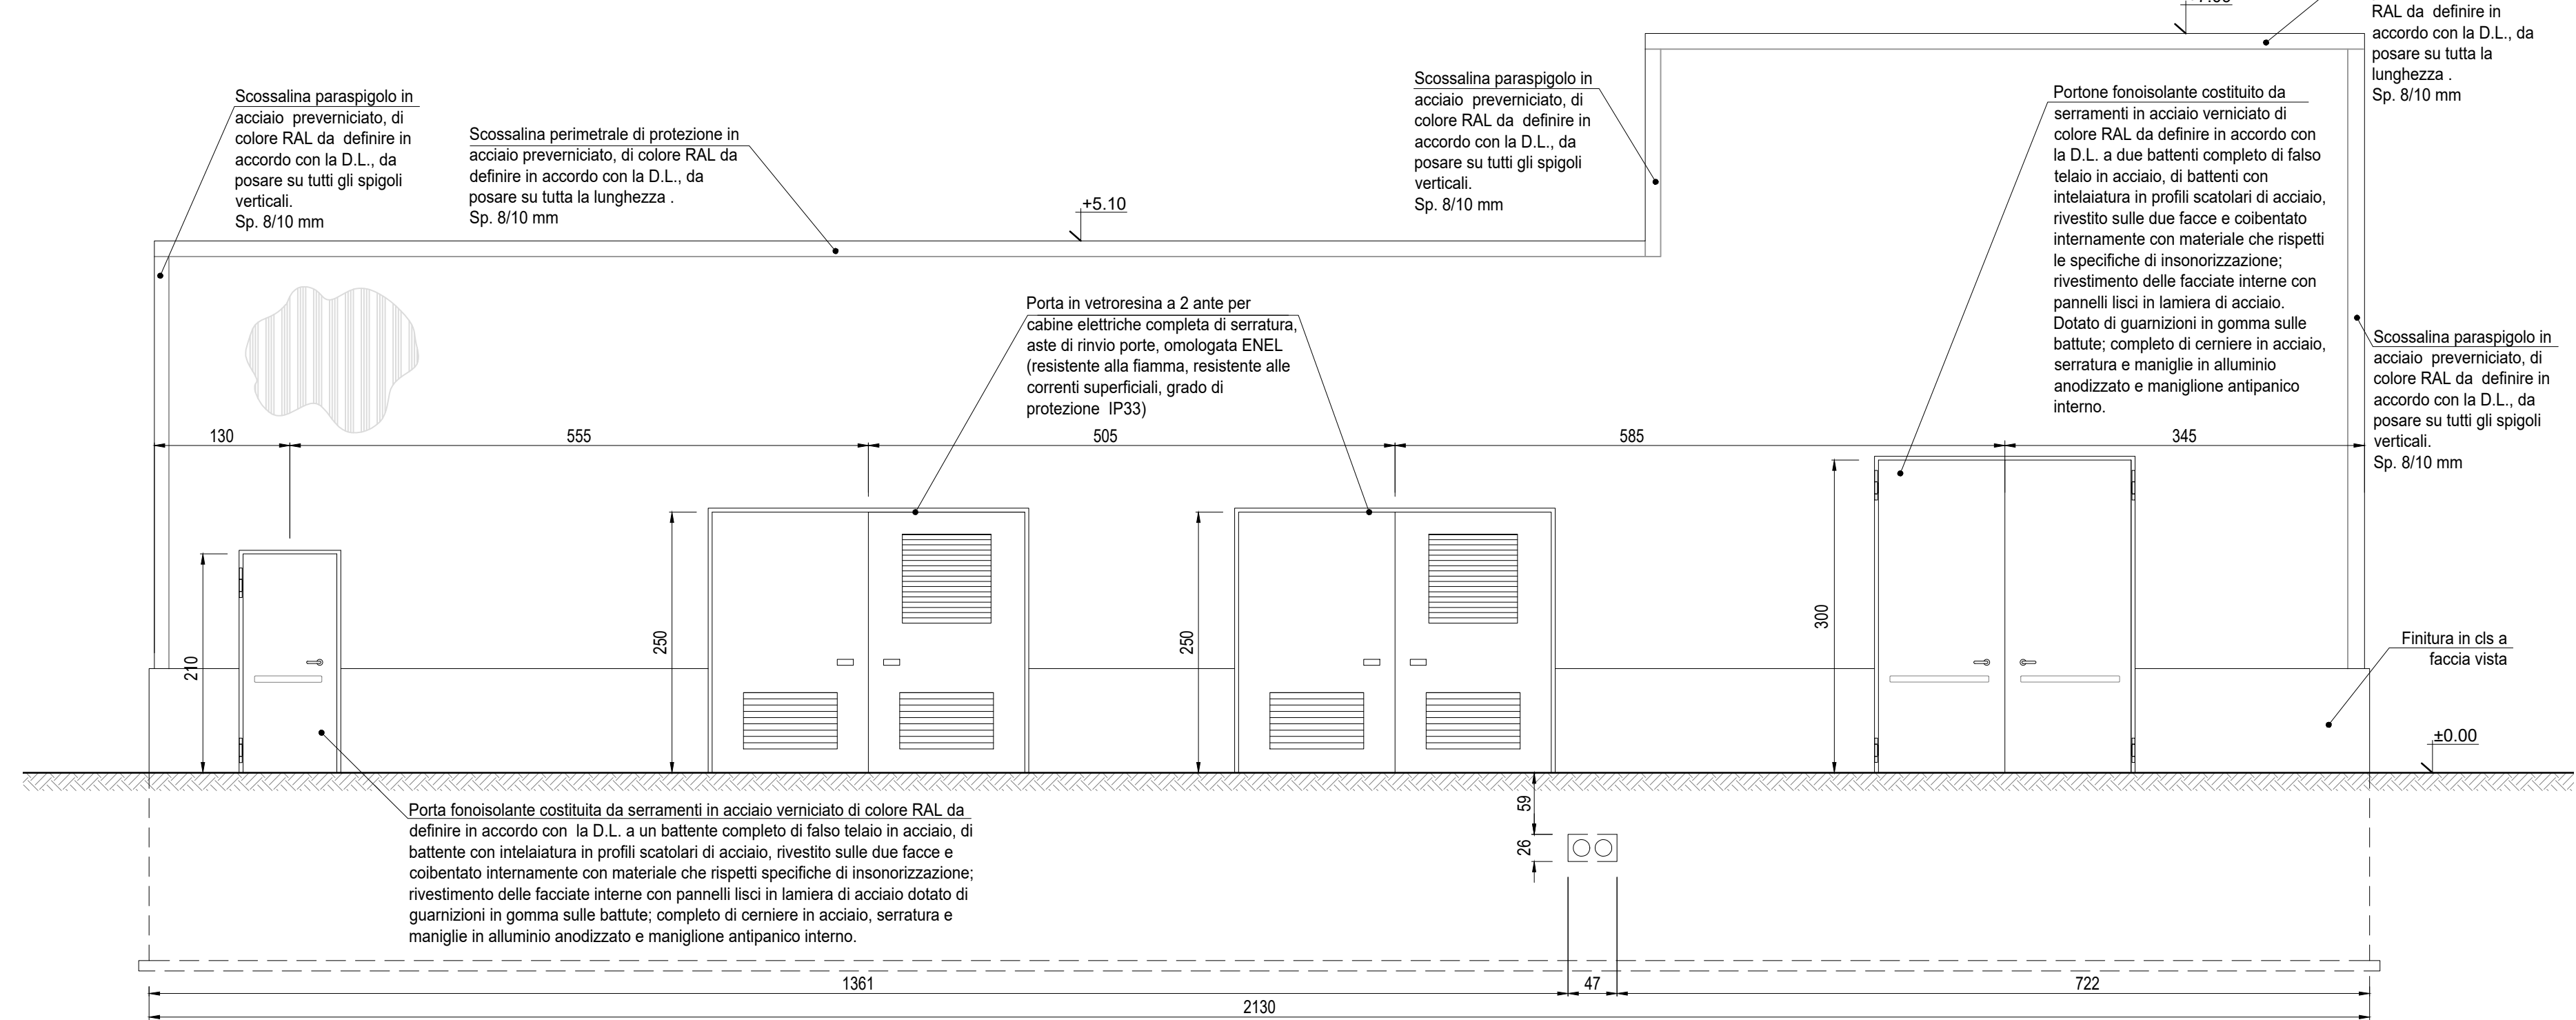 RAL da definire in
accordo con la D.L., da
posare su tutta la
lunghezza .
Sp. 8/10 mm
Scossalina paraspigolo in
acciaio preverniciato, di
colore RAL da definire in
accordo con la D.L., da
posare su tutti gli spigoli
verticali.
Sp. 8/10 mm
Scossalina perimetrale di protezione in
acciaio preverniciato, di colore RAL da
definire in accordo con la D.L., da
posare su tutta la lunghezza .
Sp. 8/10 mm
+5.10
Scossalina paraspigolo in
acciaio preverniciato, di
colore RAL da definire in
accordo con la D.L., da
posare su tutti gli spigoli
verticali.
Sp. 8/10 mm
Portone fonoisolante costituito da
serramenti in acciaio verniciato di
colore RAL da definire in accordo con
la D.L. a due battenti completo di falso
telaio in acciaio, di battenti con
intelaiatura in profili scatolari di acciaio,
rivestito sulle due facce e coibentato
internamente con materiale che rispetti
le specifiche di insonorizzazione;
rivestimento delle facciate interne con
pannelli lisci in lamiera di acciaio.
Dotato di guarnizioni in gomma sulle
battute; completo di cerniere in acciaio,
serratura e maniglie in alluminio
anodizzato e maniglione antipanico
interno.
Porta in vetroresina a 2 ante per
cabine elettriche completa di serratura,
aste di rinvio porte, omologata ENEL
(resistente alla fiamma, resistente alle
correnti superficiali, grado di
protezione IP33)
Scossalina paraspigolo in
acciaio preverniciato, di
colore RAL da definire in
accordo con la D.L., da
posare su tutti gli spigoli
verticali.
Sp. 8/10 mm
130
555
505
585
345
210
250
250
300
Finitura in cls a
faccia vista
±0.00
59
26
Porta fonoisolante costituita da serramenti in acciaio verniciato di colore RAL da
definire in accordo con la D.L. a un battente completo di falso telaio in acciaio, di
battente con intelaiatura in profili scatolari di acciaio, rivestito sulle due facce e
coibentato internamente con materiale che rispetti specifiche di insonorizzazione;
rivestimento delle facciate interne con pannelli lisci in lamiera di acciaio dotato di
guarnizioni in gomma sulle battute; completo di cerniere in acciaio, serratura e
maniglie in alluminio anodizzato e maniglione antipanico interno.
1361
47
722
2130